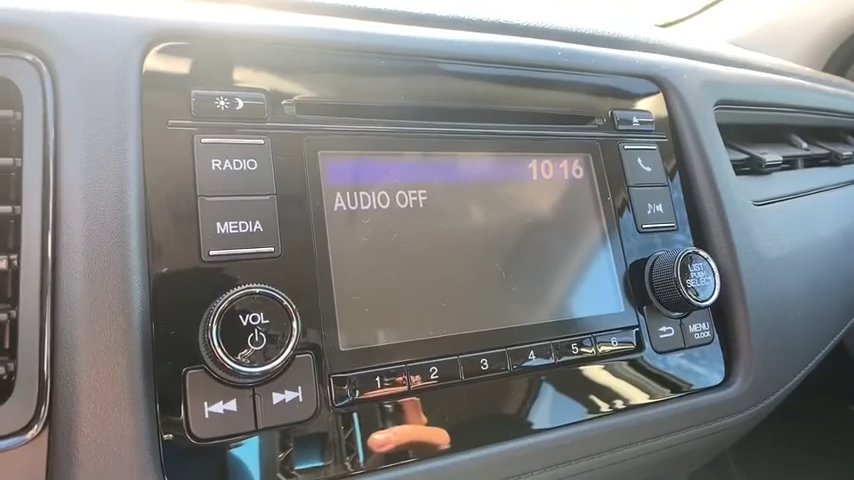 RADIO
MEDIA
VOL
AUDIO OFF
10:16
LIST
PUSH
SELECT
MENU
CLOCK
1 2 3 4 5 6